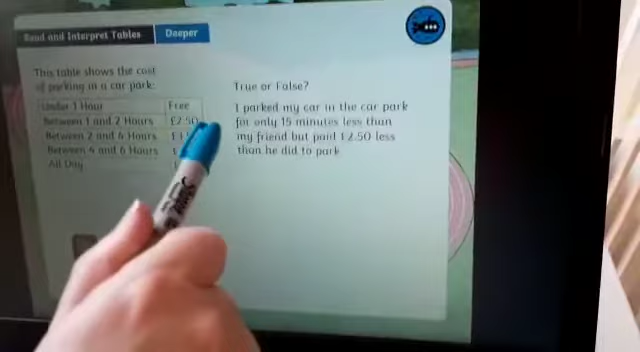 Read and Interpret Tables Deeper
This table shows the cost
of parking in a car park:
Under 1 Hour Free
Between 1 and 2 Hours £2.50
Between 2 and 4 Hours
Between 4 and 6 Hours
All Day
True or False?
I parked my car in the car park
for only 15 minutes less than
my friend but paid £2.50 less
than he did to park